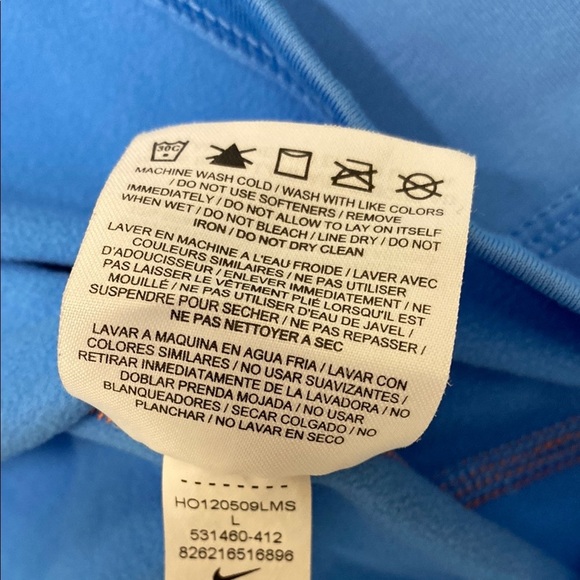 30C
MACHINE WASH COLD / WASH WITH LIKE COLORS
/ DO NOT USE SOFTENERS / REMOVE
IMMEDIATELY / DO NOT ALLOW TO LAY ON ITSELF
WHEN WET / DO NOT BLEACH / LINE DRY / DO NOT
IRON / DO NOT DRY CLEAN
LAVER EN MACHINE A L'EAU FROIDE / LAVER AVEC
COULEURS SIMILAIRES / NE PAS UTILISER
D'ADOUCISSEUR / ENLEVER IMMEDIATEMENT / NE
PAS LAISSER LE VÊTEMENT PLIÉ LORSQU'IL EST
MOUILLÉ / NE PAS UTILISER D'EAU DE JAVEL /
SUSPENDRE POUR SECHER / NE PAS REPASSER /
NE PAS NETTOYER A SEC
LAVAR A MAQUINA EN AGUA FRIA / LAVAR CON
COLORES SIMILARES / NO USAR SUAVIZANTES /
RETIRAR INMEDIATAMENTE DE LA LAVADORA / NO
DOBLAR PRENDA MOJADA / NO USAR
BLANQUEADORES / SECAR COLGADO / NO
PLANCHAR / NO LAVAR EN SECO
HO120509LMS
L
531460-412
826216516896